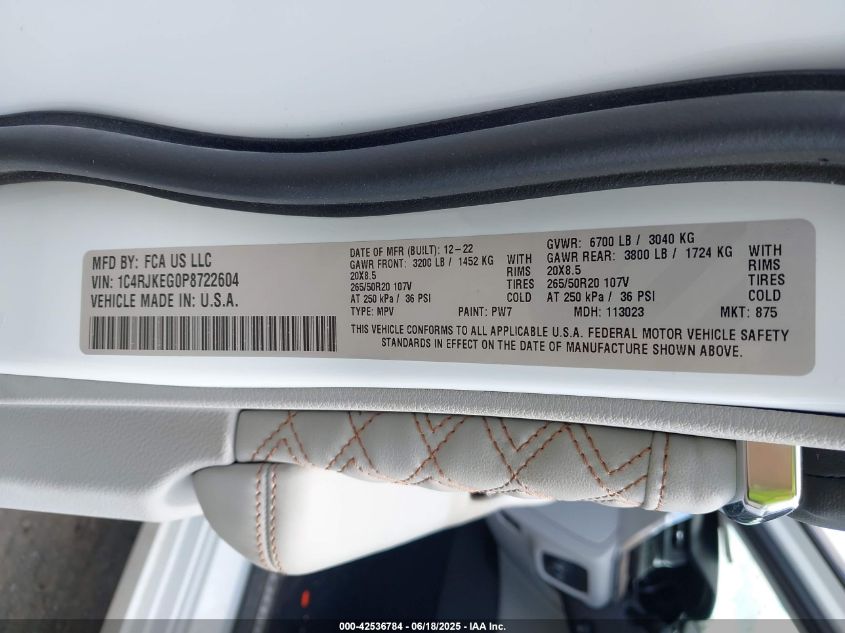 MFD BY: FCA US LLC
VIN: 1C4RJKEG0P8722604
VEHICLE MADE IN U.S.A.
DATE OF MFR (BUILT): 12-22
GAWR FRONT: 3200 LB / 1452 KG WITH
20X8.5 RIMS
265/50R20 107V TIRES
AT 250 kPa / 36 PSI COLD
TYPE: MPV PAINT: PW7
GVWR: 6700 LB / 3040 KG
GAWR REAR: 3800 LB / 1724 KG WITH
20X8.5 RIMS
265/50R20 107V TIRES
AT 250 kPa / 36 PSI COLD
MDH: 113023 MKT: 875
THIS VEHICLE CONFORMS TO ALL APPLICABLE U.S.A. FEDERAL MOTOR VEHICLE SAFETY
STANDARDS IN EFFECT ON THE DATE OF MANUFACTURE SHOWN ABOVE.
000-42536784 - 06/18/2025 - IAA Inc.